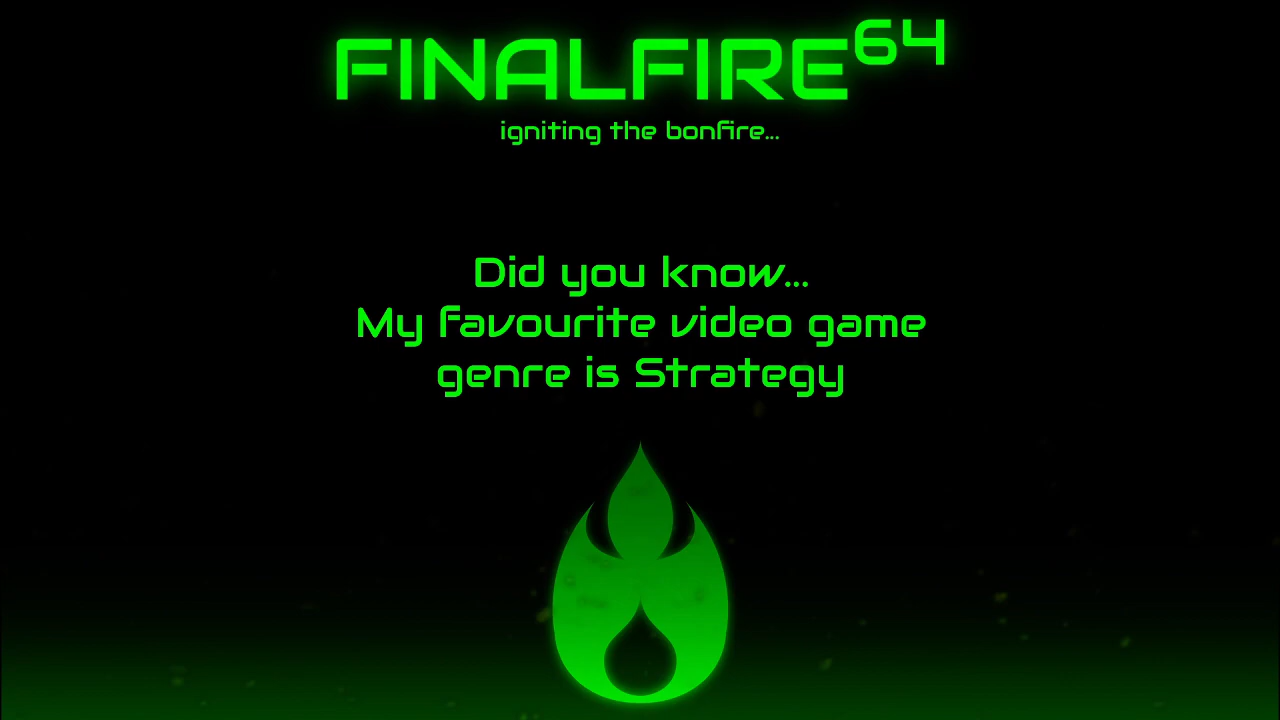 FINALFIRE64
igniting the bonfire...
Did you know...
My favourite video game
genre is Strategy